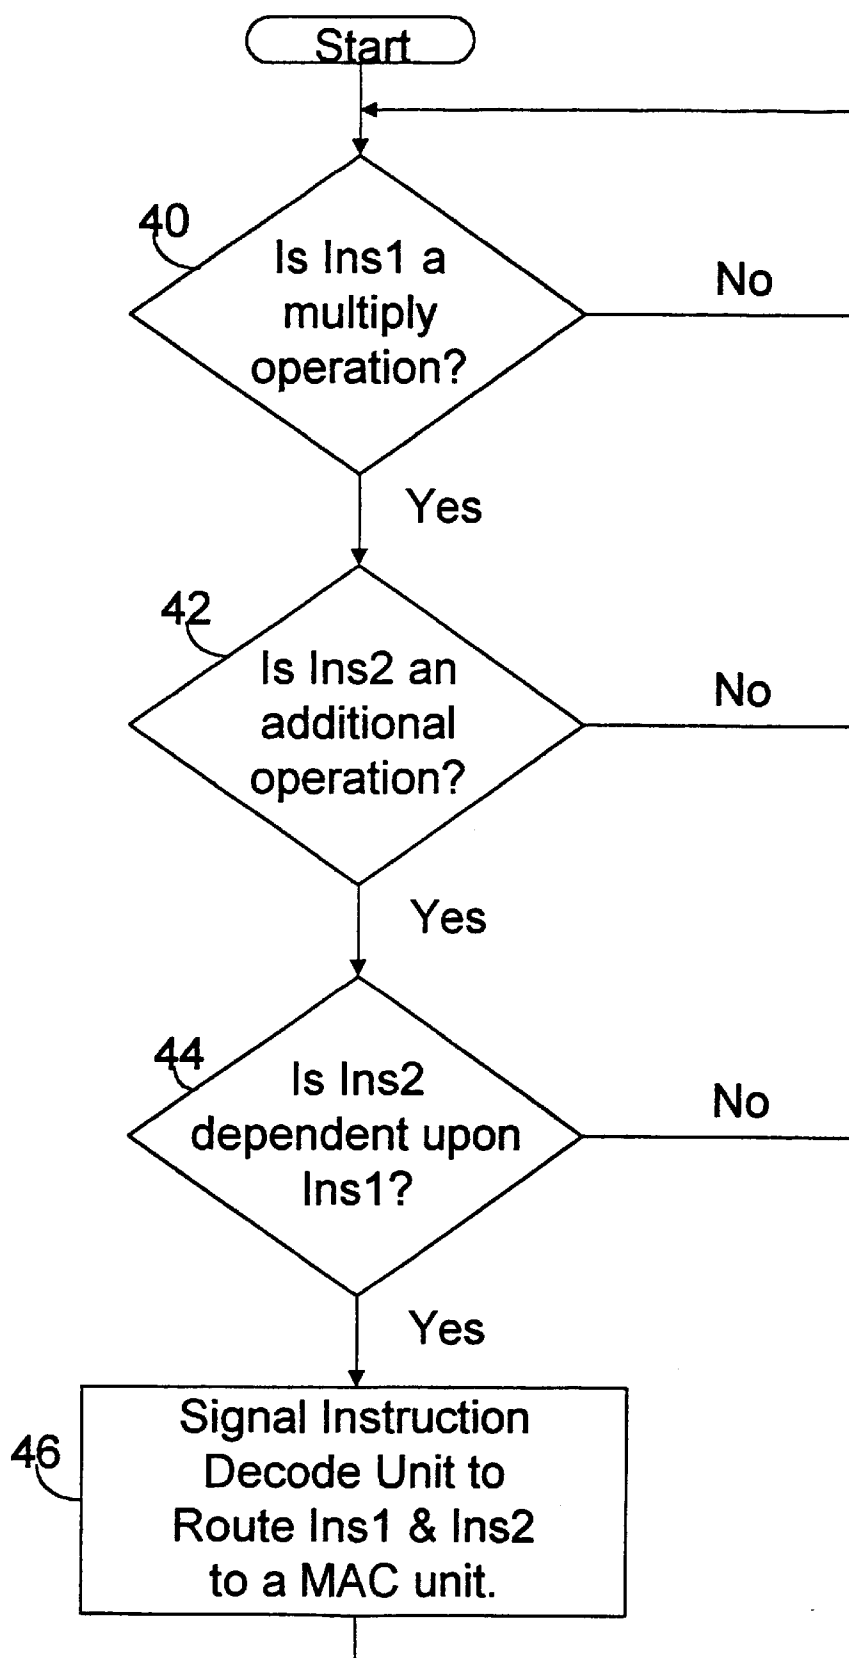 Start
40
Is Ins1 a
multiply
operation?
No
Yes
42
Is Ins2 an
additional
operation?
No
Yes
44
Is Ins2
dependent upon
Ins1?
No
Yes
46
Signal Instruction
Decode Unit to
Route Ins1 & Ins2
to a MAC unit.